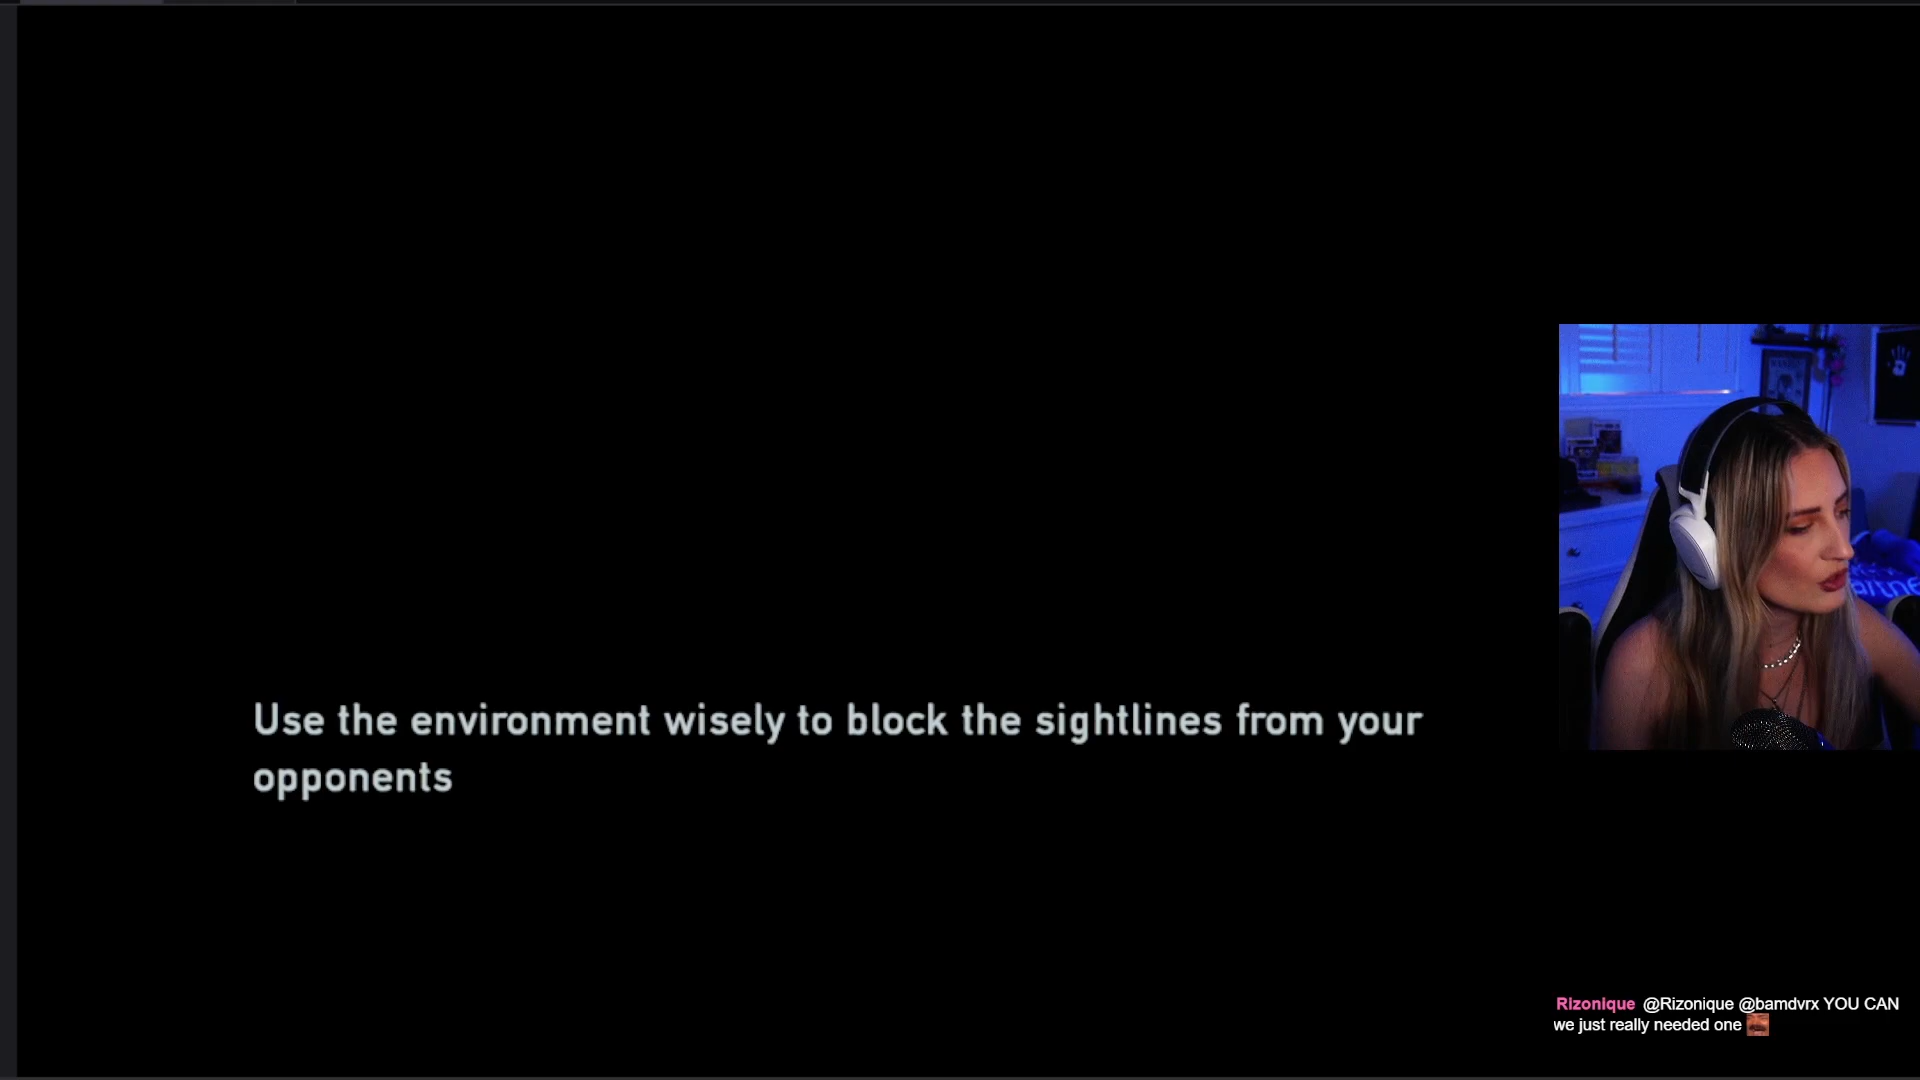 Use the environment wisely to block the sightlines from your
opponents
Rizonique @Rizonique @bamdvrx YOU CAN
we just really needed one